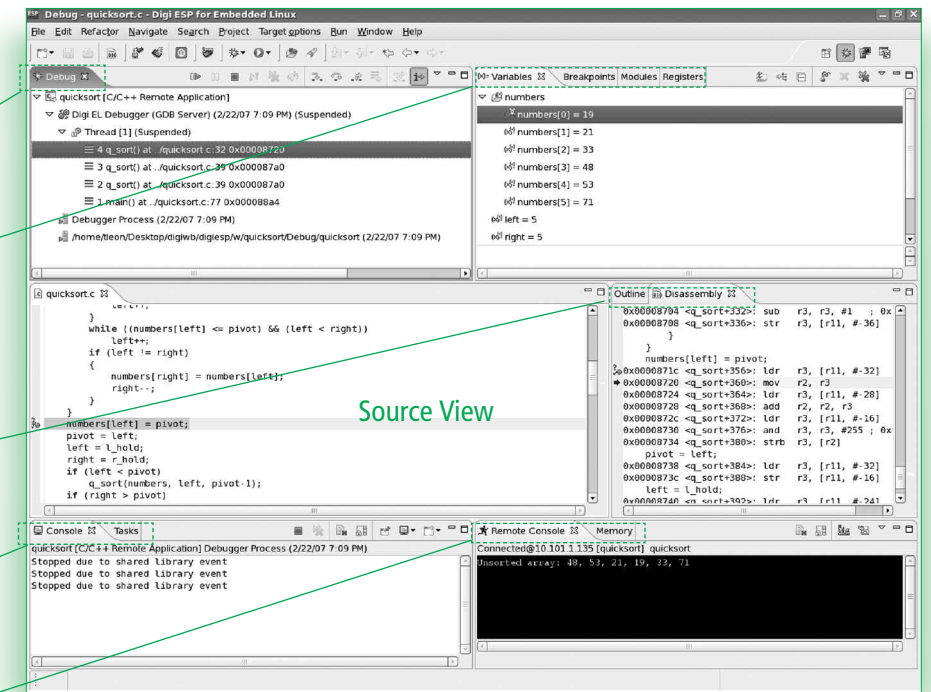 Debug - quicksort.c - Digi ESP for Embedded Linux
File Edit Refactor Navigate Search Project Target options Run Window Help
Debug
quicksort [C/C++ Remote Application]
Digi EL Debugger (GDB Server) (2/22/07 7:09 PM) (Suspended)
Thread [1] (Suspended)
4 q_sort() at ../quicksort.c:32 0x00008720
3 q_sort() at ../quicksort.c:39 0x000087a0
2 q_sort() at ../quicksort.c:39 0x000087a0
1 main() at ../quicksort.c:77 0x000088a4
Debugger Process (2/22/07 7:09 PM)
/home/tleon/Desktop/digiwb/digiesp/w/quicksort/Debug/quicksort (2/22/07 7:09 PM)
Variables Breakpoints Modules Registers
numbers
numbers[0] = 19
numbers[1] = 21
numbers[2] = 33
numbers[3] = 48
numbers[4] = 53
numbers[5] = 71
left = 5
right = 5
quicksort.c
left++;
}
while ((numbers[left] <= pivot) && (left < right))
left++;
if (left != right)
{
numbers[right] = numbers[left];
right--;
}
}
numbers[left] = pivot;
pivot = left;
left = l_hold;
right = r_hold;
if (left < pivot)
q_sort(numbers, left, pivot-1);
if (right > pivot)
Source View
Outline Disassembly
0x00008704 <q_sort+332>: sub r3, r3, #1 ; 0x
0x00008708 <q_sort+336>: str r3, [r11, #-36]
}
}
numbers[left] = pivot;
0x0000871c <q_sort+356>: ldr r3, [r11, #-32]
0x00008720 <q_sort+360>: mov r2, r3
0x00008724 <q_sort+364>: ldr r3, [r11, #-28]
0x00008728 <q_sort+368>: add r2, r2, r3
0x0000872c <q_sort+372>: ldr r3, [r11, #-16]
0x00008730 <q_sort+376>: and r3, r3, #255 ; 0x
0x00008734 <q_sort+380>: strb r3, [r2]
pivot = left;
0x00008738 <q_sort+384>: ldr r3, [r11, #-32]
0x0000873c <q_sort+388>: str r3, [r11, #-16]
left = l_hold;
0x00008740 <q_sort+392>: ldr r3, [r11, #-24]
Console Tasks
quicksort [C/C++ Remote Application] Debugger Process (2/22/07 7:09 PM)
Stopped due to shared library event
Stopped due to shared library event
Stopped due to shared library event
Remote Console Memory
Connected@10.101.1.135 [quicksort] quicksort
Unsorted array: 48, 53, 21, 19, 33, 71